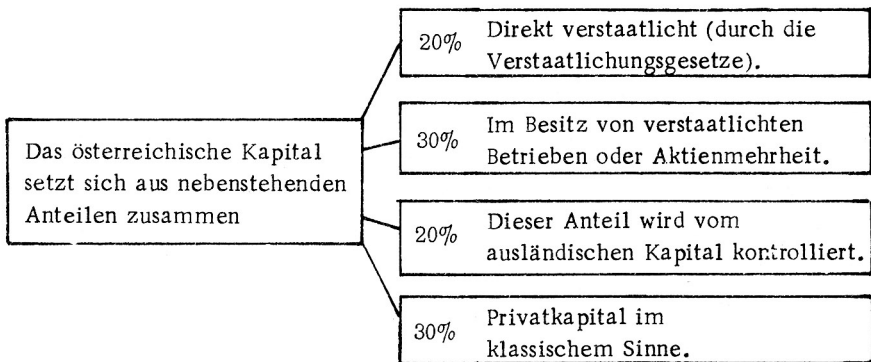 Das österreichische Kapital
setzt sich aus nebenstehenden
Anteilen zusammen
20% Direkt verstaatlicht (durch die
Verstaatlichungsgesetze).
30% Im Besitz von verstaatlichten
Betrieben oder Aktienmehrheit.
20% Dieser Anteil wird vom
ausländischen Kapital kontrolliert.
30% Privatkapital im
klassischem Sinne.